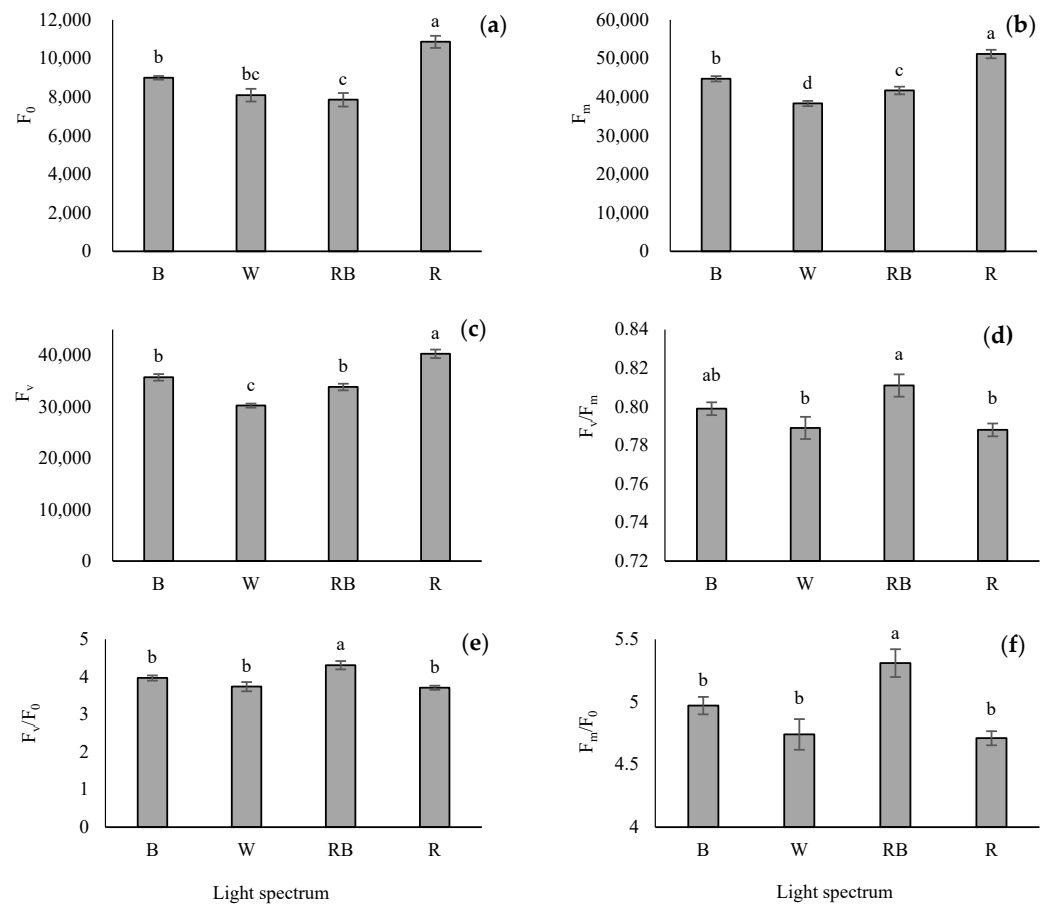 (a)
12,000
10,000
8,000
6,000
4,000
2,000
0
F0
b
bc
c
a
B W RB R
(b)
60,000
50,000
40,000
30,000
20,000
10,000
0
Fm
b
d
c
a
B W RB R
(c)
40,000
30,000
20,000
10,000
0
Fv
b
c
b
a
B W RB R
(d)
0.84
0.82
0.80
0.78
0.76
0.74
0.72
Fv/Fm
ab
b
a
b
B W RB R
(e)
5
4
3
2
1
0
Fv/F0
b
b
a
b
B W RB R
Light spectrum
(f)
5.5
5
4.5
4
Fm/F0
b
b
a
b
B W RB R
Light spectrum